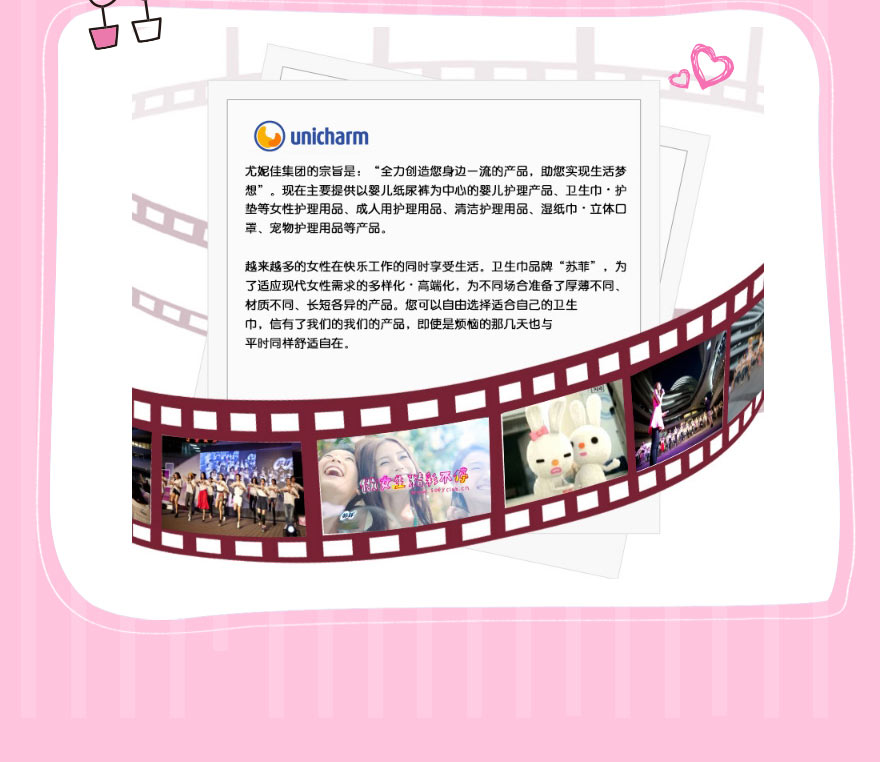 unicharm
尤妮佳集团的宗旨是：“全力创造您身边一流的产品，助您实现生活梦
想”。现在主要提供以婴儿纸尿裤为中心的婴儿护理产品、卫生巾·护
垫等女性护理用品、成人用护理用品、清洁护理用品、湿纸巾·立体口
罩、宠物护理用品等产品。
越来越多的女性在快乐工作的同时享受生活。卫生巾品牌“苏菲”，为
了适应现代女性需求的多样化·高端化，为不同场合准备了厚薄不同、
材质不同、长短各异的产品。您可以自由选择适合自己的卫生
巾，信有了我们的我们的产品，即使是烦恼的那几天也与
平时同样舒适自在。
做女生精彩不停